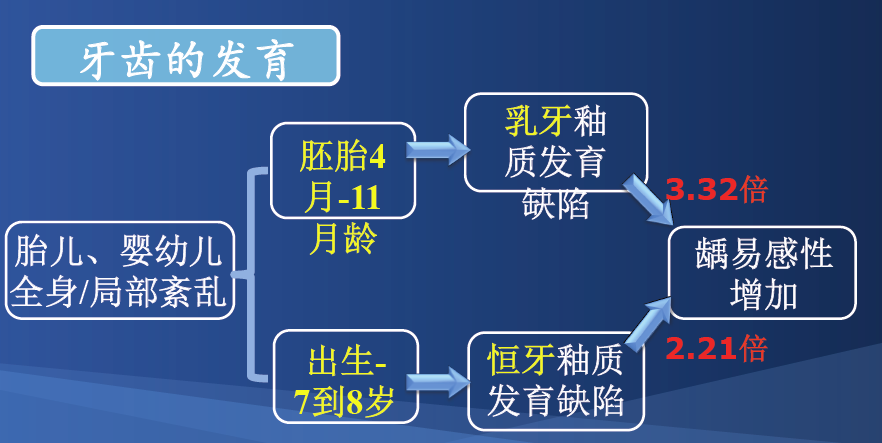 牙齿的发育
胎儿、婴幼儿
全身/局部紊乱
胚胎4
月-11
月龄
乳牙釉
质发育
缺陷
3.32倍
出生-
7到8岁
恒牙釉质
发育缺陷
2.21倍
龋易感性
增加